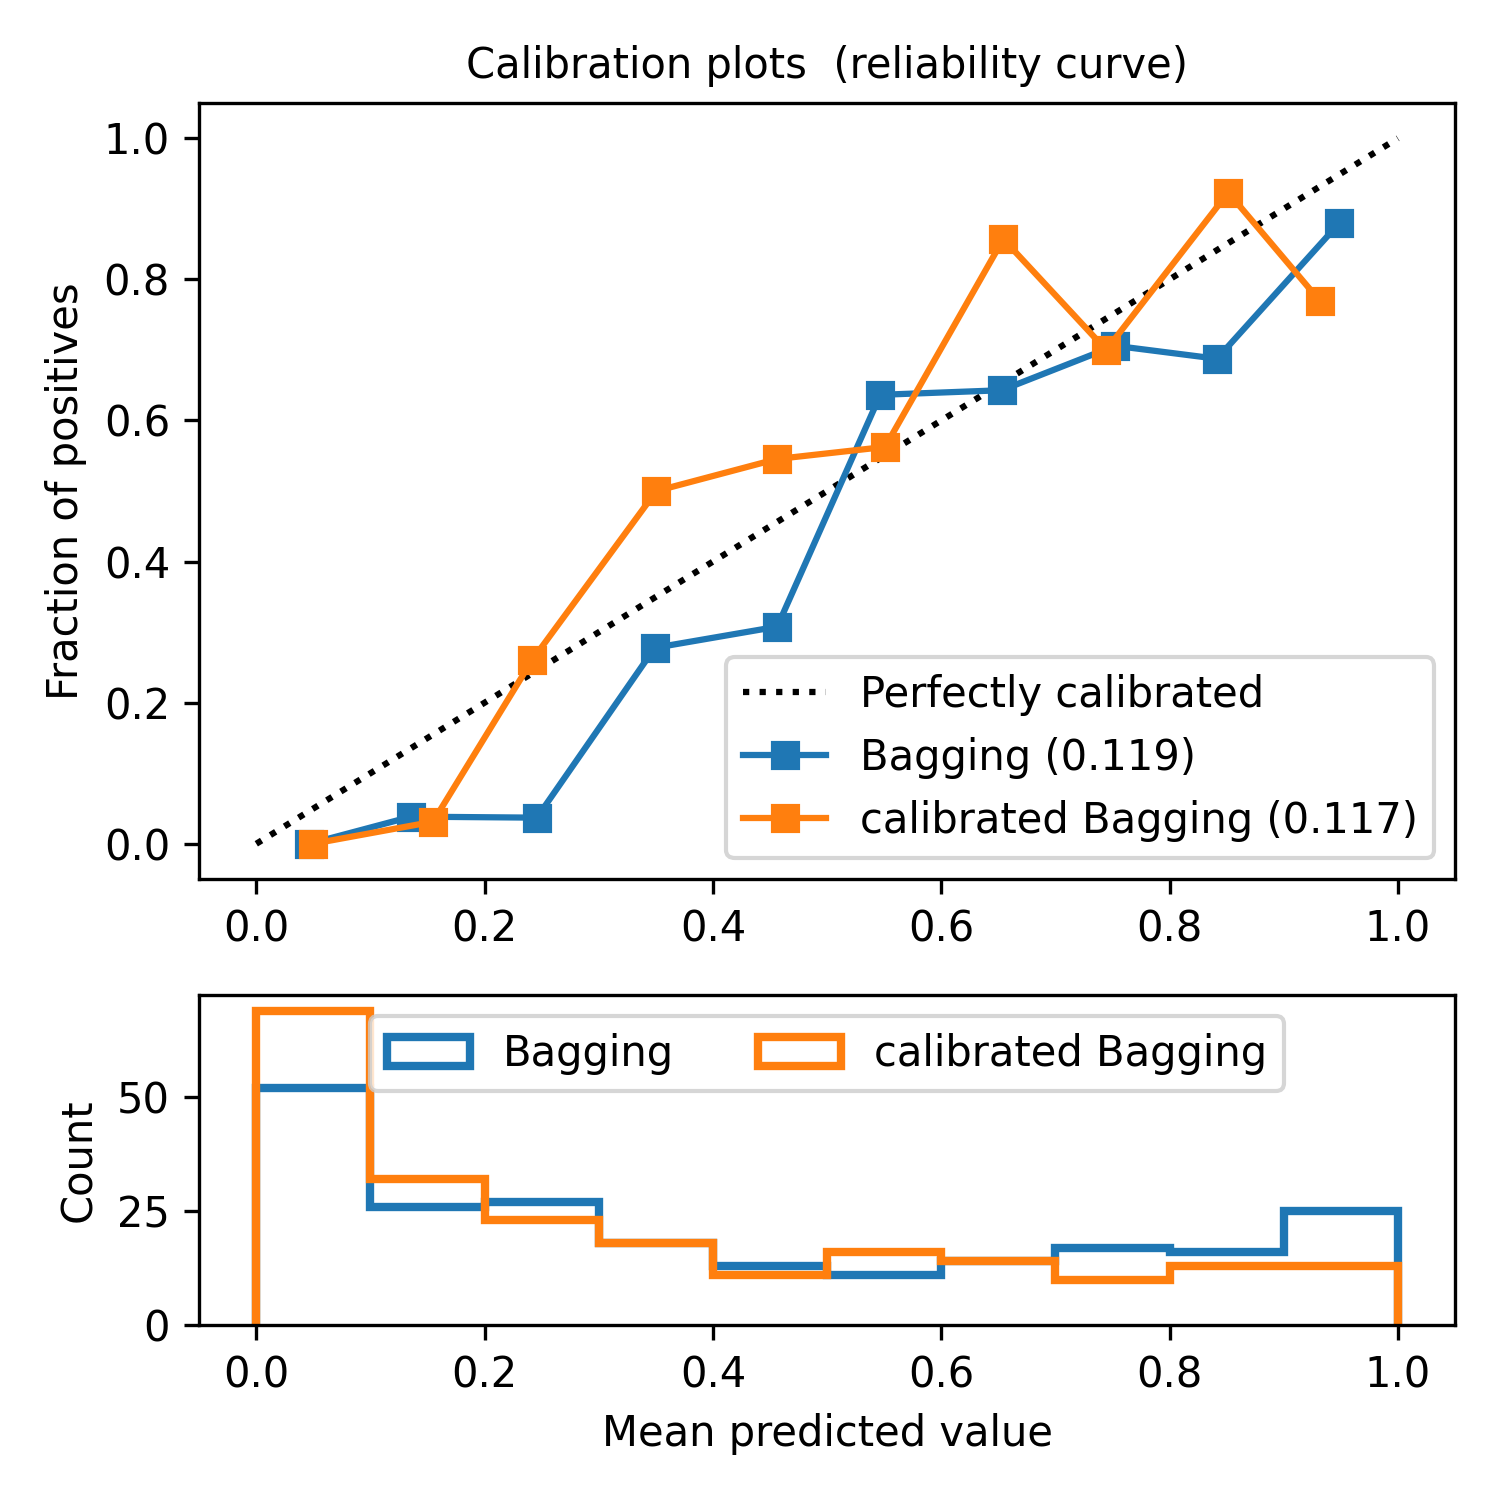 Calibration plots  (reliability curve)
1.0
0.8
0.6
0.4
0.2
0.0
Fraction of positives
Perfectly calibrated
Bagging (0.119)
calibrated Bagging (0.117)
0.0 0.2 0.4 0.6 0.8 1.0
Bagging calibrated Bagging
50
25
0
Count
0.0 0.2 0.4 0.6 0.8 1.0
Mean predicted value